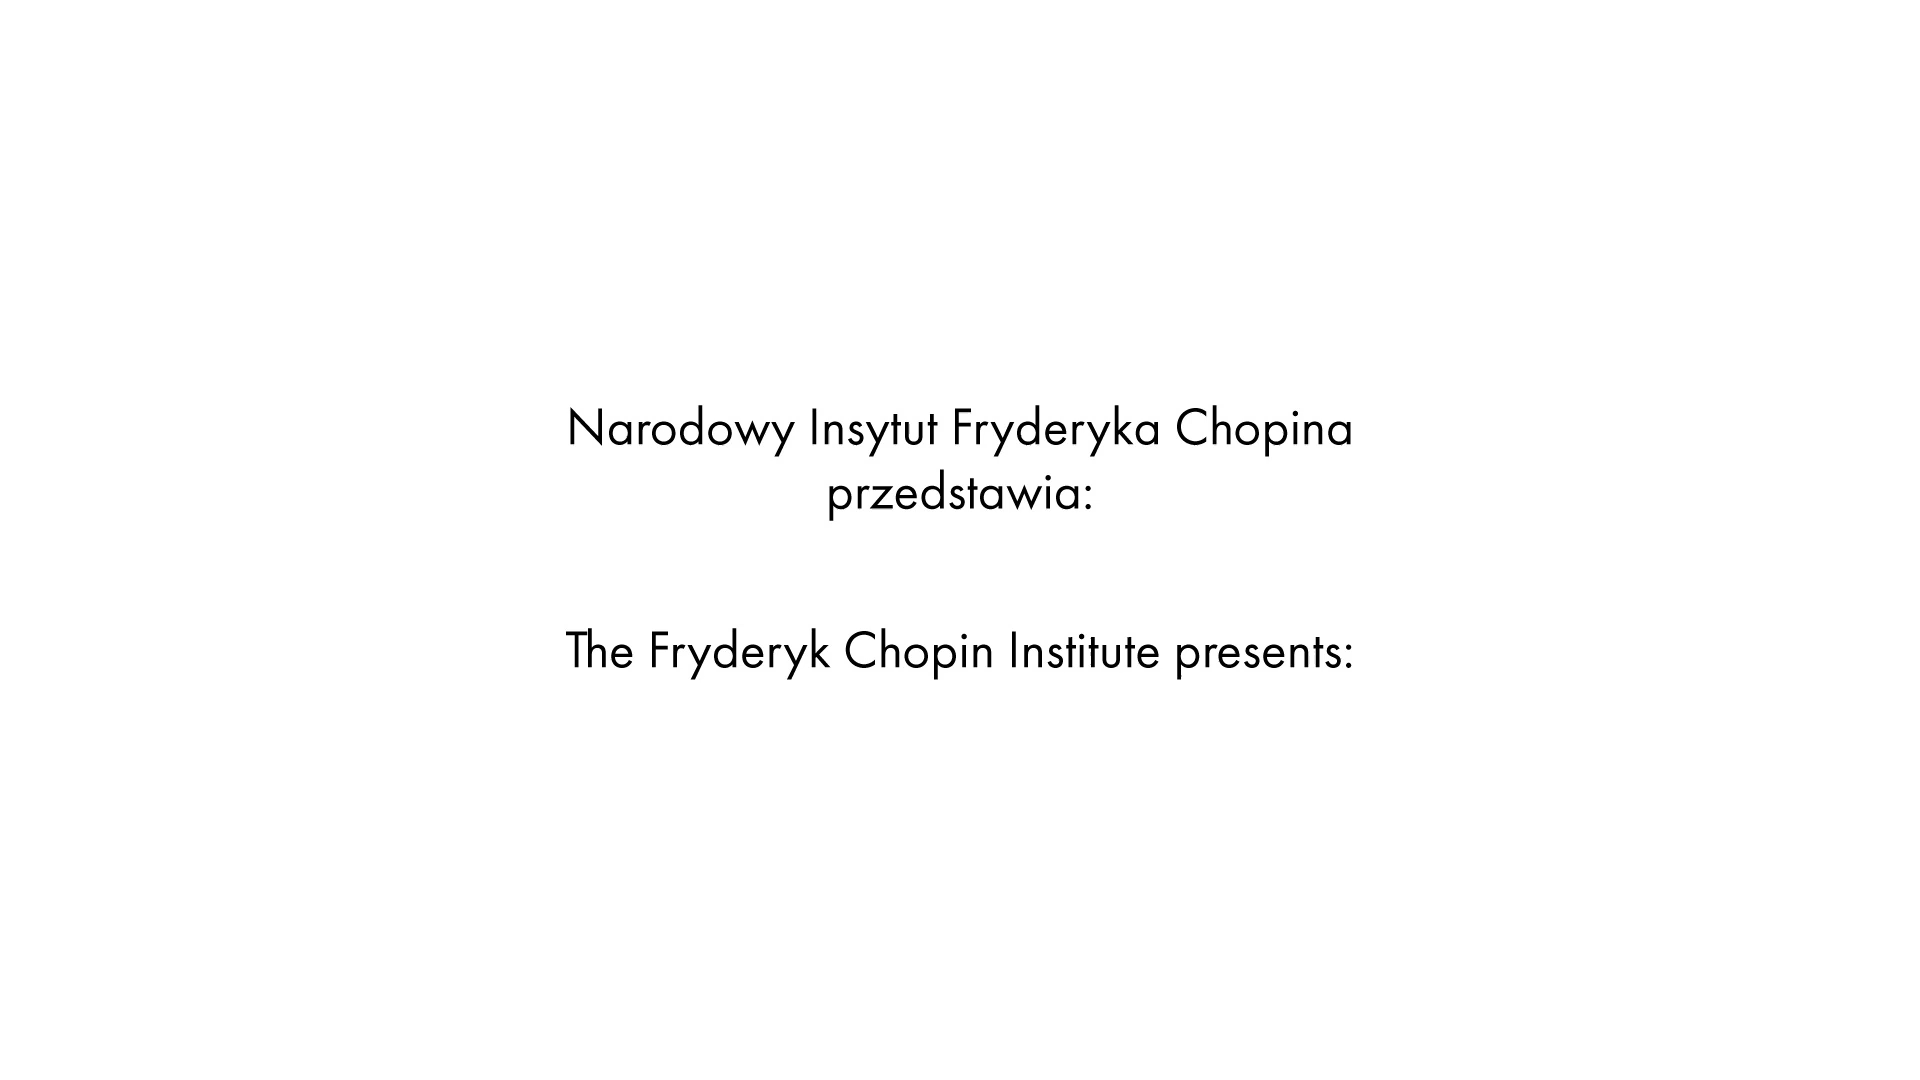 Narodowy Insytut Fryderyka Chopina
przedstawia:
The Fryderyk Chopin Institute presents: